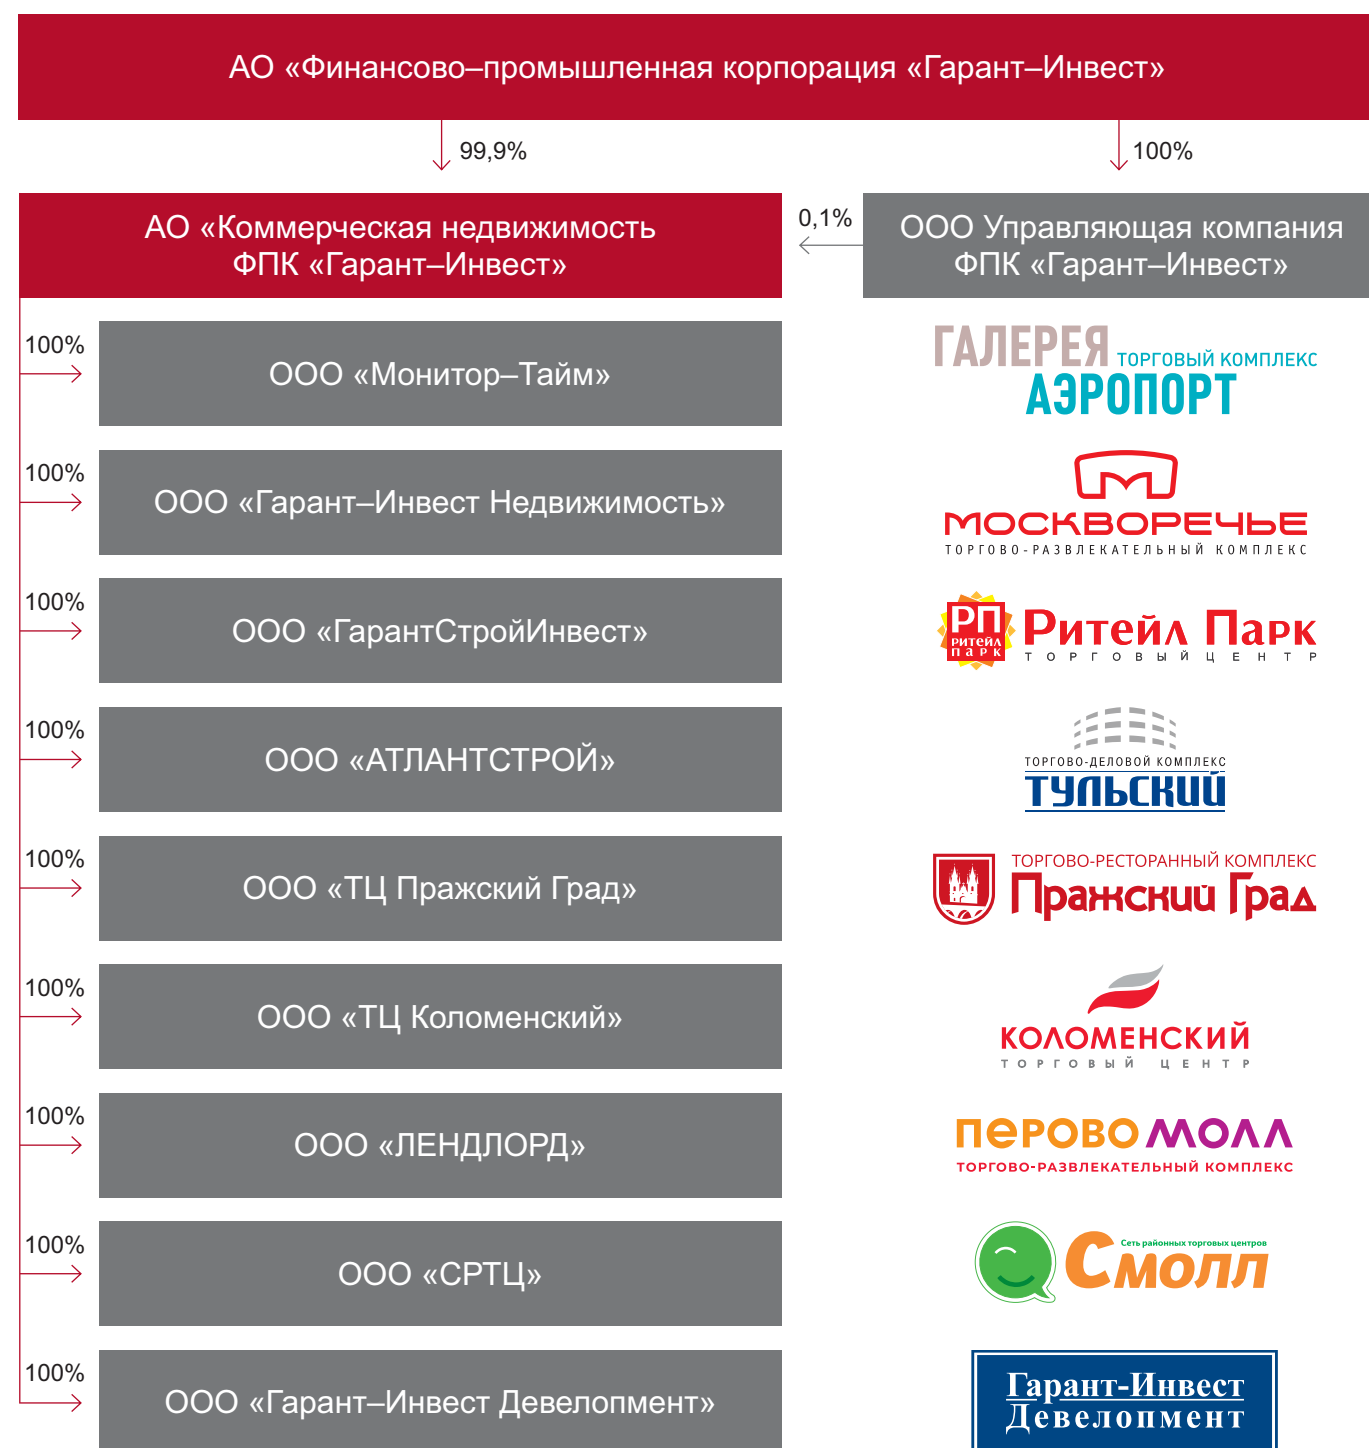 АО «Финансово–промышленная корпорация «Гарант–Инвест»
99,9%
100%
АО «Коммерческая недвижимость
ФПК «Гарант–Инвест»
0,1%
ООО Управляющая компания
ФПК «Гарант–Инвест»
100%
ООО «Монитор–Тайм»
ГАЛЕРЕЯ ТОРГОВЫЙ КОМПЛЕКС
АЭРОПОРТ
100%
ООО «Гарант–Инвест Недвижимость»
МОСКВОРЕЧЬЕ
ТОРГОВО-РАЗВЛЕКАТЕЛЬНЫЙ КОМПЛЕКС
100%
ООО «ГарантСтройИнвест»
РП
РИТЕЙЛ
ПаРК
Ритейл Парк
ТОРГОВЫЙ ЦЕНТР
100%
ООО «АТЛАНТСТРОЙ»
ТОРГОВО-ДЕЛОВОЙ КОМПЛЕКС
ТУЛЬСКИЙ
100%
ООО «ТЦ Пражский Град»
ТОРГОВО-РЕСТОРАННЫЙ КОМПЛЕКС
Пражский Град
100%
ООО «ТЦ Коломенский»
КОЛОМЕНСКИЙ
ТОРГОВЫЙ ЦЕНТР
100%
ООО «ЛЕНДЛОРД»
ПЕРОВО МОЛЛ
ТОРГОВО-РАЗВЛЕКАТЕЛЬНЫЙ КОМПЛЕКС
100%
ООО «СРТЦ»
Сеть районных торговых центров
Смолл
100%
ООО «Гарант–Инвест Девелопмент»
Гарант-Инвест
Девелопмент